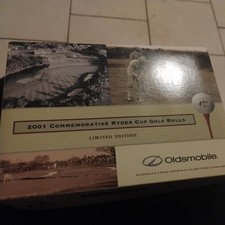 2001 Commemorative Ryder Cup Golf Balls
Limited Edition
Oldsmobile